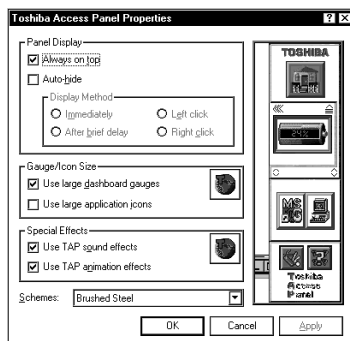 Toshiba Access Panel Properties
Panel Display
Always on top
Auto-hide
Display Method
Immediately
Left click
After brief delay
Right click
Gauge/Icon Size
Use large dashboard gauges
Use large application icons
Special Effects
Use TAP sound effects
Use TAP animation effects
Schemes:
Brushed Steel
TOSHIBA
24%
Toshiba
Access
Panel
OK
Cancel
Apply